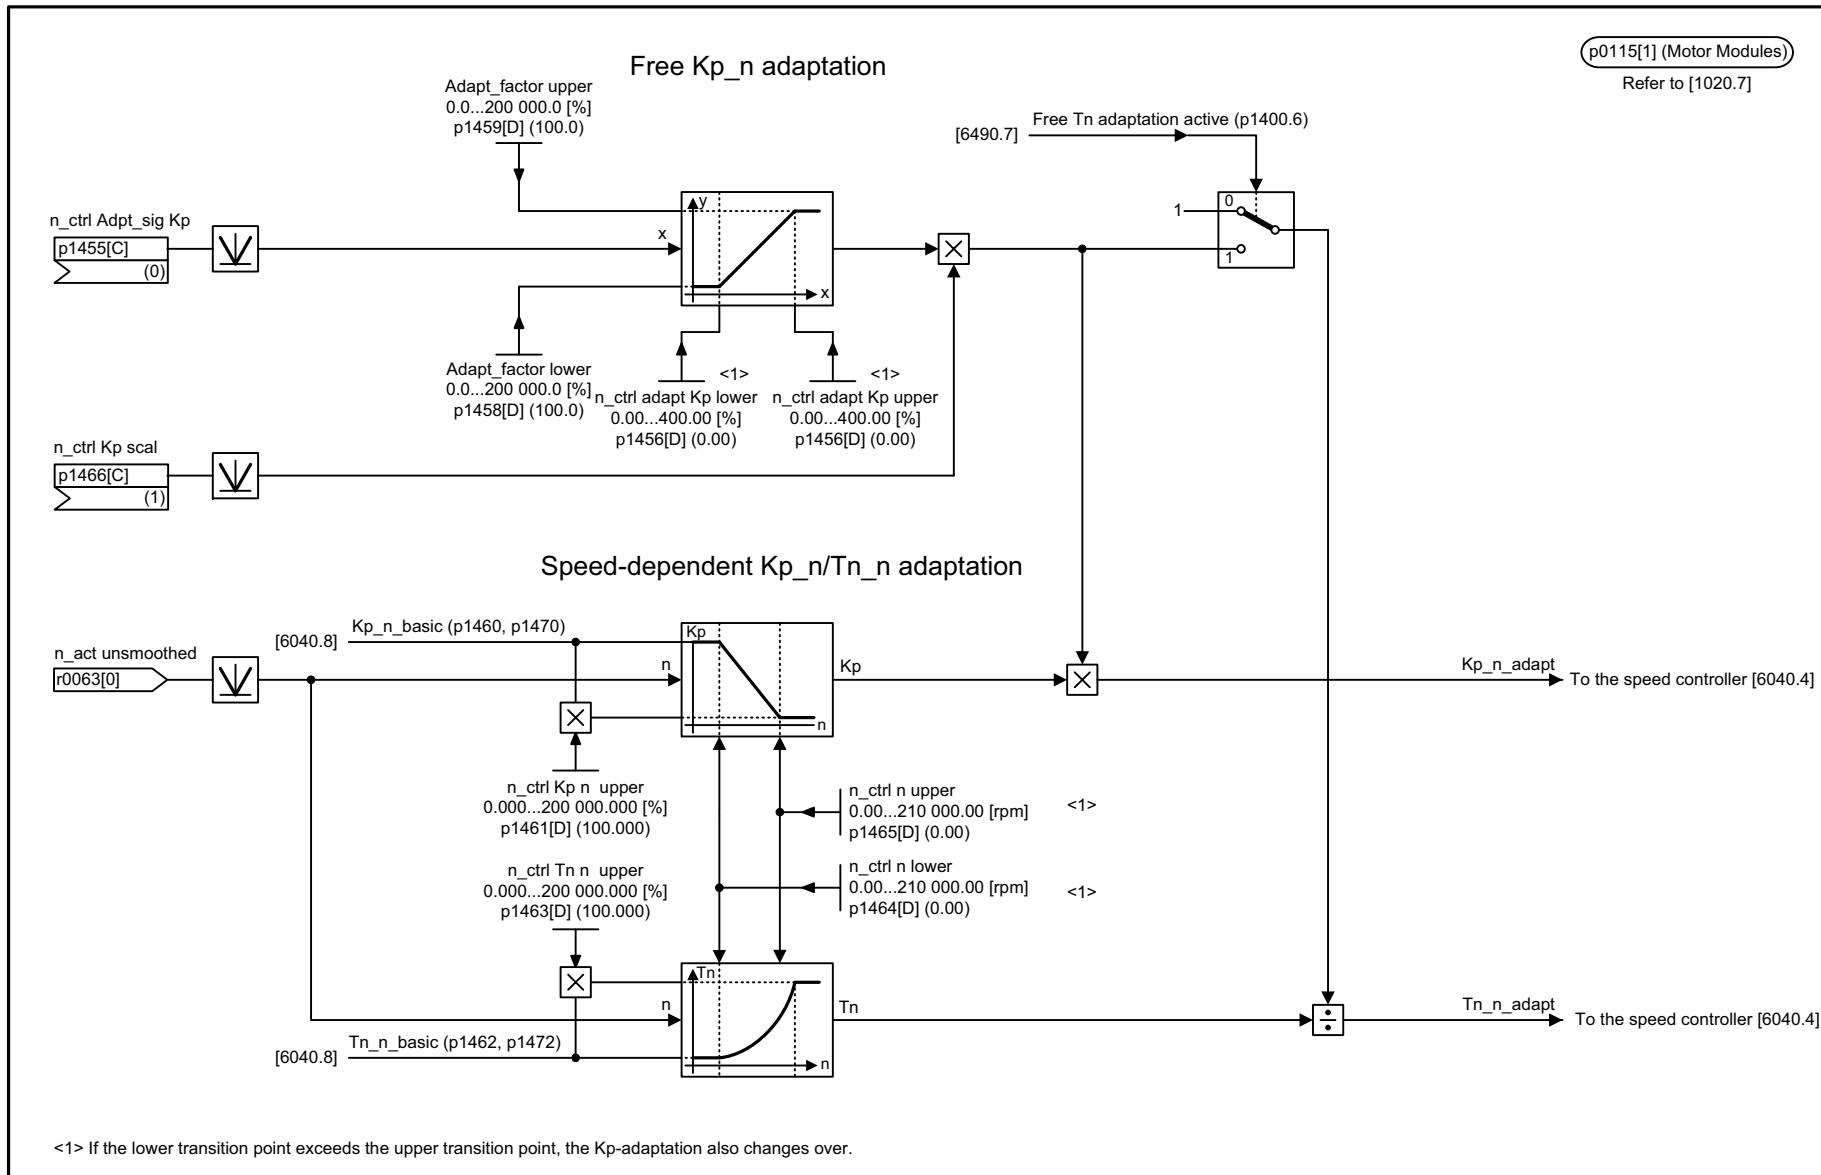 Free Kp_n adaptation
p0115[1] (Motor Modules)
Refer to [1020.7]
Adapt_factor upper
0.0...200 000.0 [%]
p1459[D] (100.0)
[6490.7]
Free Tn adaptation active (p1400.6)
y
1
0
1
n_ctrl Adpt_sig Kp
p1455[C]
(0)
x
x
Adapt_factor lower
0.0...200 000.0 [%]
p1458[D] (100.0)
<1>
n_ctrl adapt Kp lower
0.00...400.00 [%]
p1456[D] (0.00)
<1>
n_ctrl adapt Kp upper
0.00...400.00 [%]
p1456[D] (0.00)
n_ctrl Kp scal
p1466[C]
(1)
Speed-dependent Kp_n/Tn_n adaptation
[6040.8]
Kp_n_basic (p1460, p1470)
Kp
n_act unsmoothed
r0063[0]
n
n
Kp
Kp_n_adapt
To the speed controller [6040.4]
n_ctrl Kp n upper
0.000...200 000.000 [%]
p1461[D] (100.000)
n_ctrl n upper
0.00...210 000.00 [rpm]
p1465[D] (0.00)
<1>
n_ctrl Tn n upper
0.000...200 000.000 [%]
p1463[D] (100.000)
n_ctrl n lower
0.00...210 000.00 [rpm]
p1464[D] (0.00)
<1>
Tn
n
n
Tn
Tn_n_adapt
To the speed controller [6040.4]
[6040.8]
Tn_n_basic (p1462, p1472)
<1> If the lower transition point exceeds the upper transition point, the Kp-adaptation also changes over.